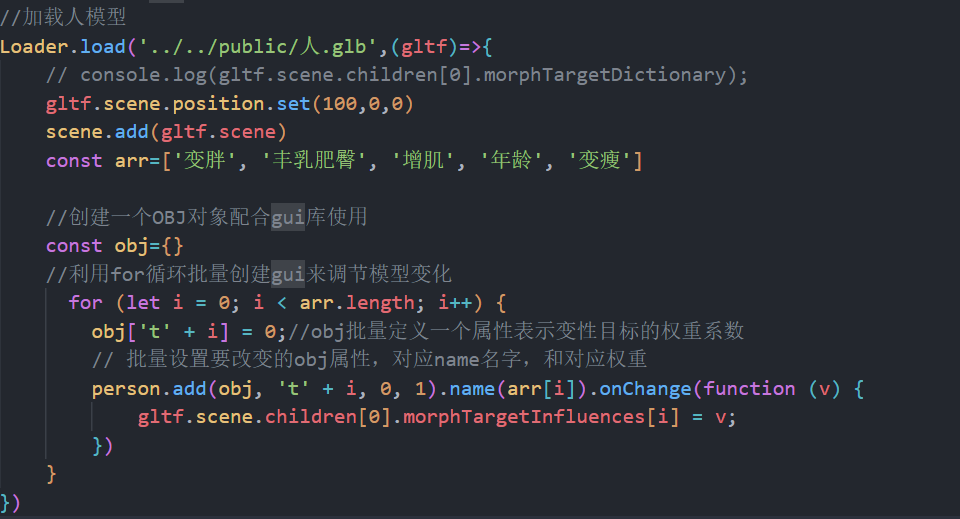 //加载人模型
Loader.load('../../public/人.glb',(gltf)=>{
// console.log(gltf.scene.children[0].morphTargetDictionary);
gltf.scene.position.set(100,0,0)
scene.add(gltf.scene)
const arr=['变胖', '丰乳肥臀', '增肌', '年龄', '变瘦']
//创建一个OBJ对象配合gui库使用
const obj={}
//利用for循环批量创建gui来调节模型变化
for (let i = 0; i < arr.length; i++) {
obj['t' + i] = 0;//obj批量定义一个属性表示变性目标的权重系数
// 批量设置要改变的obj属性，对应name名字，和对应权重
person.add(obj, 't' + i, 0, 1).name(arr[i]).onChange(function (v) {
gltf.scene.children[0].morphTargetInfluences[i] = v;
})
}
})